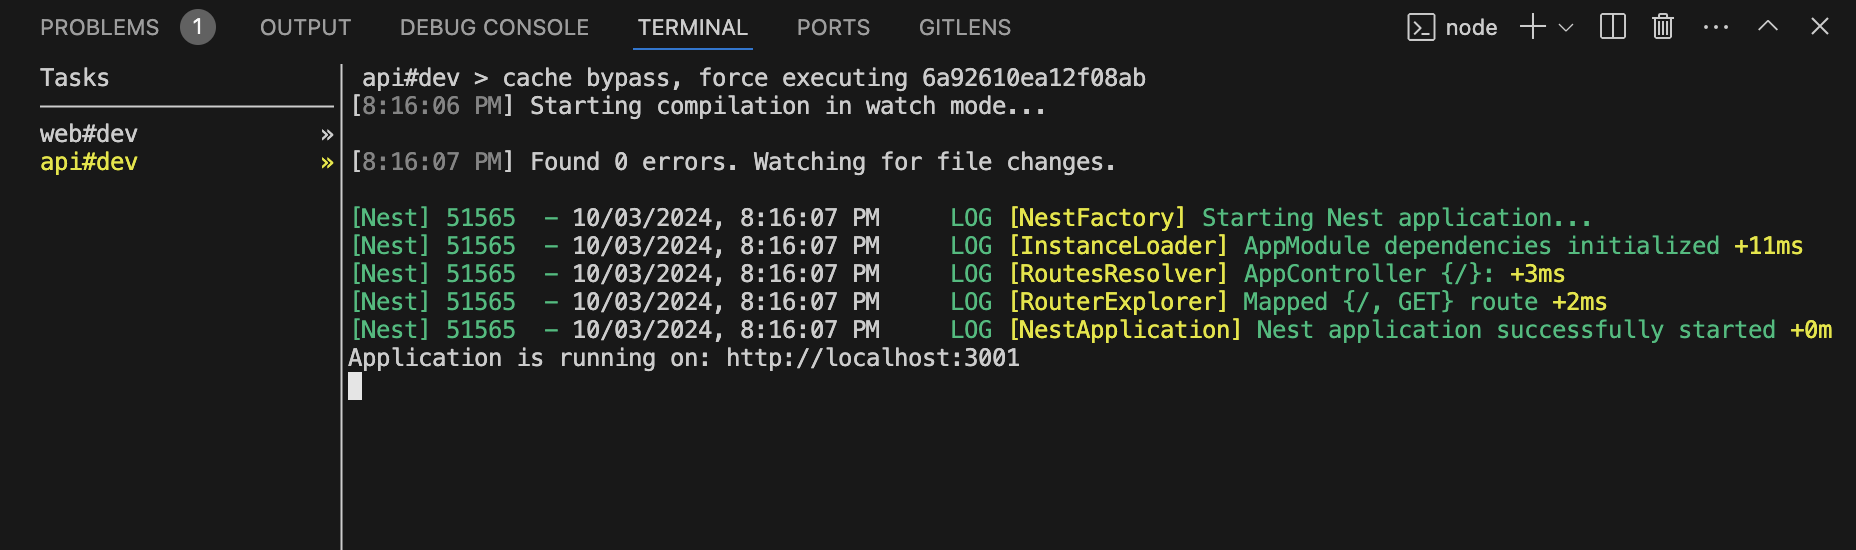 PROBLEMS 1 OUTPUT DEBUG CONSOLE TERMINAL PORTS GITLENS node
Tasks
web#dev »
api#dev »
api#dev > cache bypass, force executing 6a92610ea12f08ab
[8:16:06 PM] Starting compilation in watch mode...
[8:16:07 PM] Found 0 errors. Watching for file changes.
[Nest] 51565 - 10/03/2024, 8:16:07 PM LOG [NestFactory] Starting Nest application...
[Nest] 51565 - 10/03/2024, 8:16:07 PM LOG [InstanceLoader] AppModule dependencies initialized +11ms
[Nest] 51565 - 10/03/2024, 8:16:07 PM LOG [RoutesResolver] AppController {/}: +3ms
[Nest] 51565 - 10/03/2024, 8:16:07 PM LOG [RouterExplorer] Mapped {/, GET} route +2ms
[Nest] 51565 - 10/03/2024, 8:16:07 PM LOG [NestApplication] Nest application successfully started +0m
Application is running on: http://localhost:3001